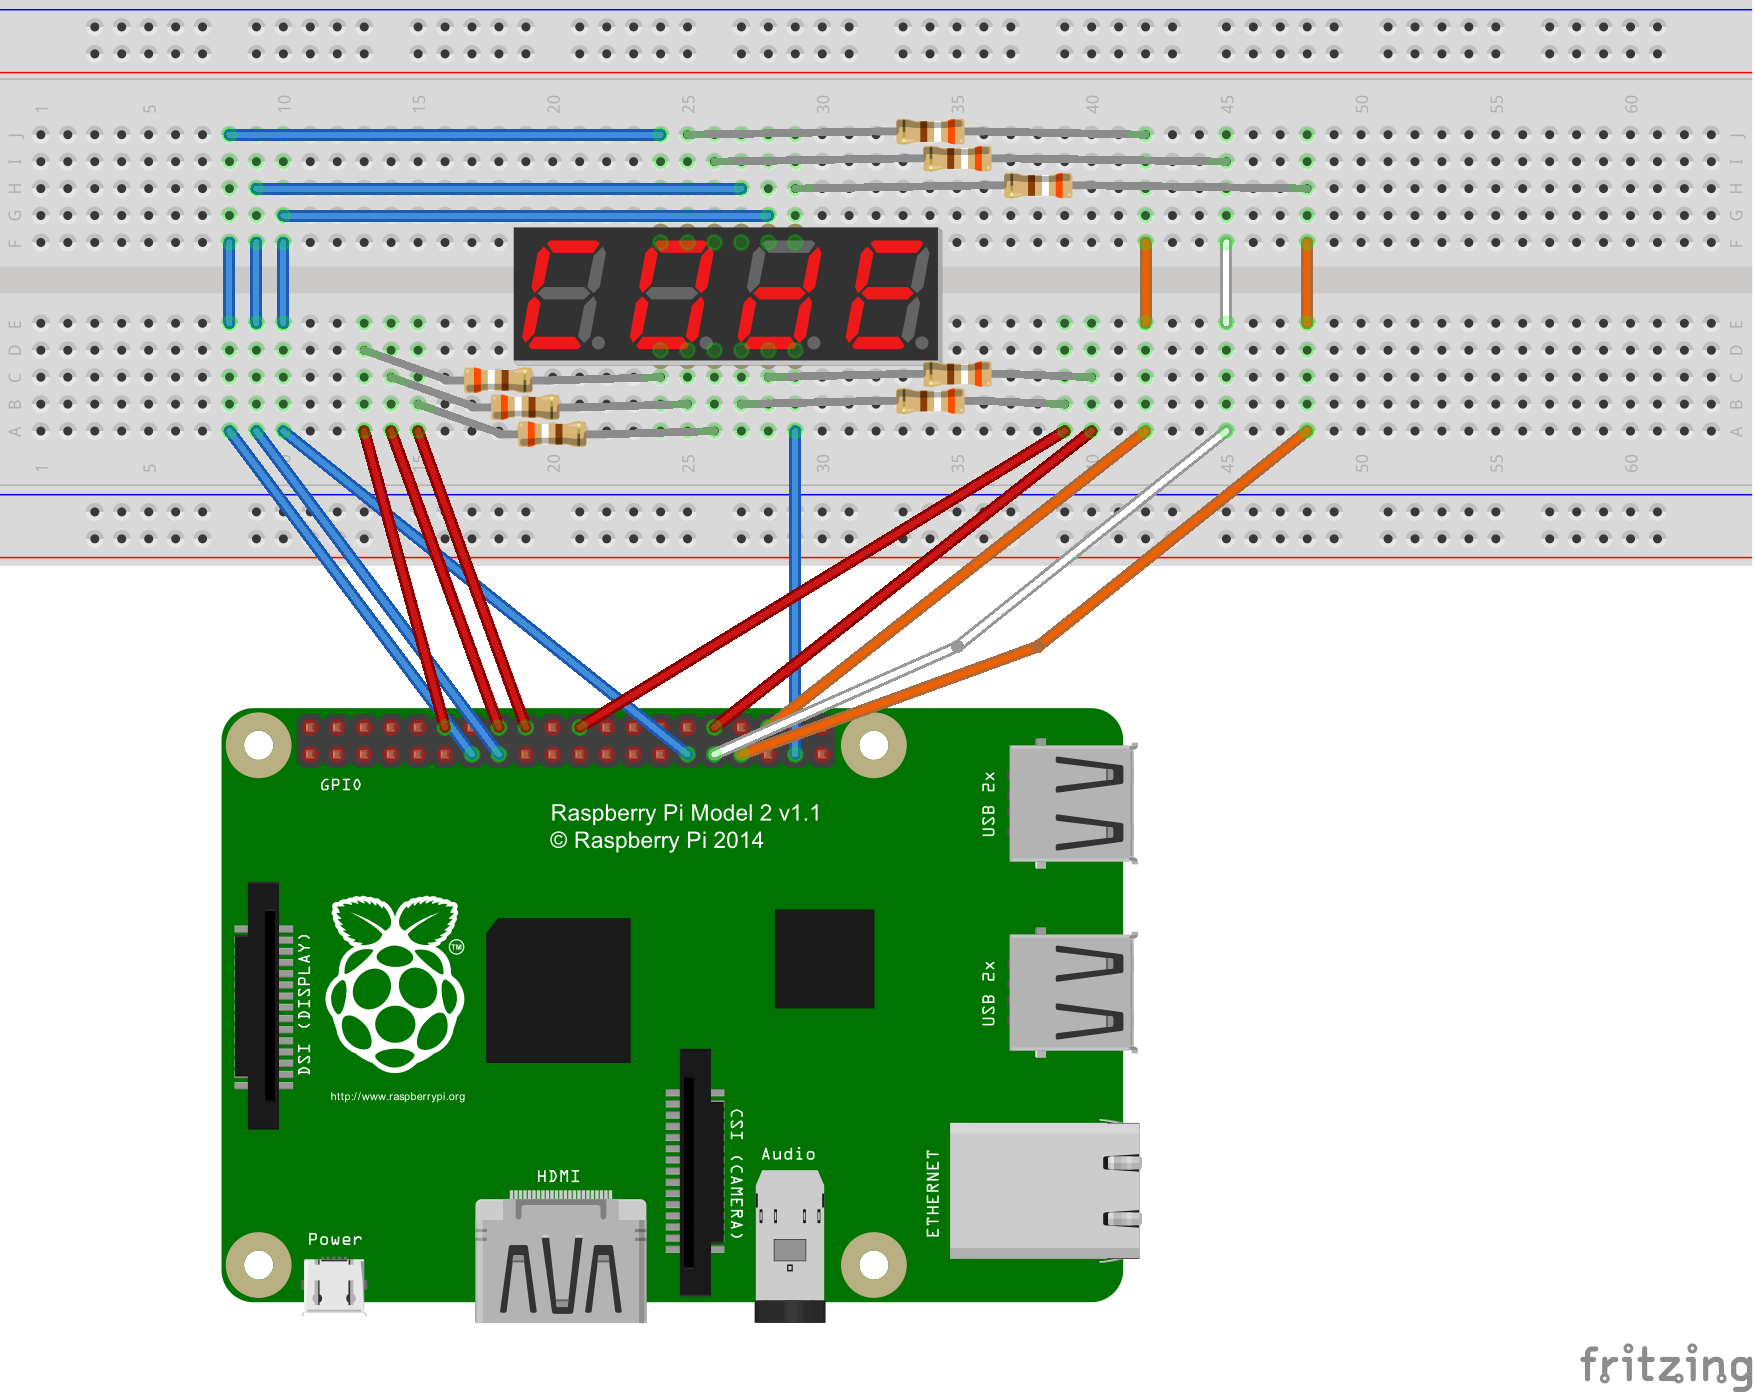 1 5 10 15 20 25 30 35 40 45 50 55 60
J J
I I
H H
G G
F F
C0dE
E E
D D
C C
B B
A A
1 5 15 20 25 30 35 40 45 50 55 60
GPIO
Raspberry Pi Model 2 v1.1
© Raspberry Pi 2014
USB 2x
DSI (DISPLAY)
TM
USB 2x
http://www.raspberrypi.org
CSI (CAMERA)
Audio
ETHERNET
HDMI
Power
fritzing